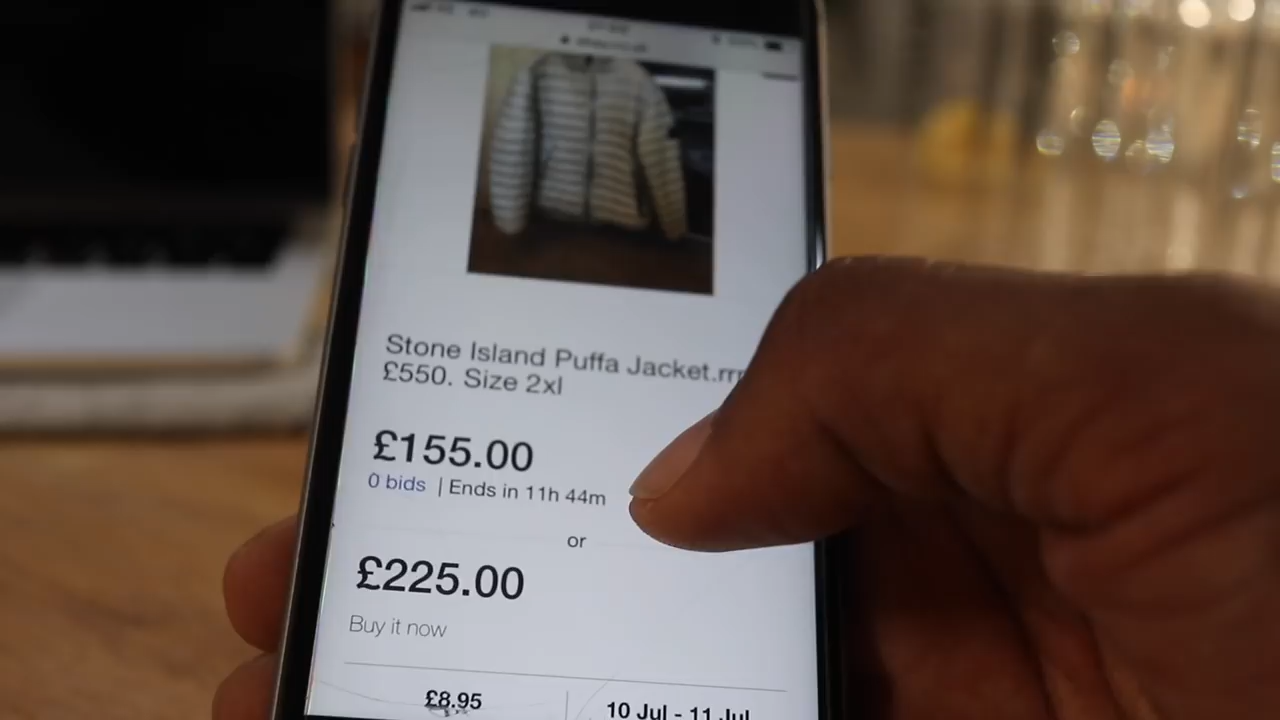 Stone Island Puffa Jacket.rrp
£550. Size 2xl
£155.00
0 bids | Ends in 11h 44m
or
£225.00
Buy it now
£8.95
10 Jul - 11 Jul